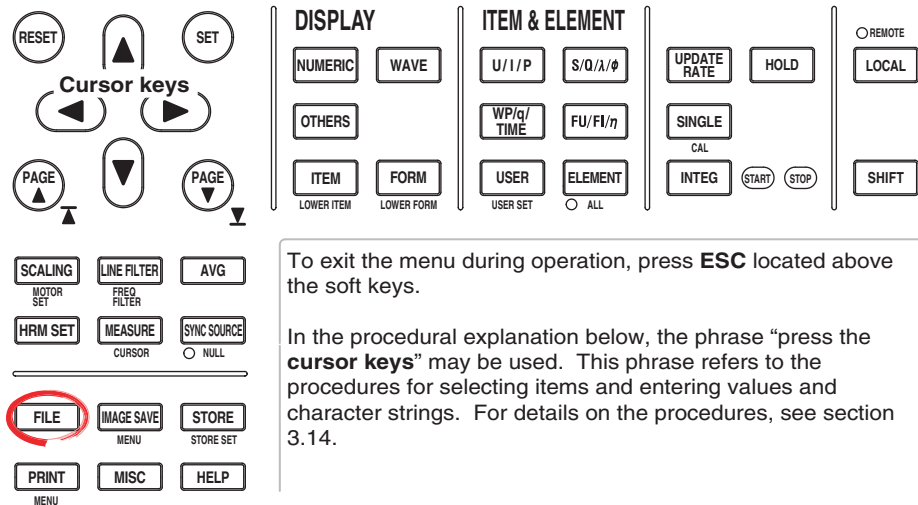 RESET
SET
Cursor keys
PAGE
PAGE
DISPLAY
NUMERIC
WAVE
OTHERS
ITEM
FORM
LOWER ITEM
LOWER FORM
ITEM & ELEMENT
U / I / P
S/Q/λ/ϕ
WP/q/
TIME
FU/FI/η
USER
ELEMENT
USER SET
ALL
UPDATE
RATE
HOLD
SINGLE
CAL
INTEG
START
STOP
REMOTE
LOCAL
SHIFT
SCALING
LINE FILTER
AVG
MOTOR
SET
FREQ
FILTER
HRM SET
MEASURE
SYNC SOURCE
CURSOR
NULL
FILE
IMAGE SAVE
STORE
MENU
STORE SET
PRINT
MISC
HELP
MENU
To exit the menu during operation, press ESC located above
the soft keys.
In the procedural explanation below, the phrase “press the
cursor keys” may be used. This phrase refers to the
procedures for selecting items and entering values and
character strings. For details on the procedures, see section
3.14.